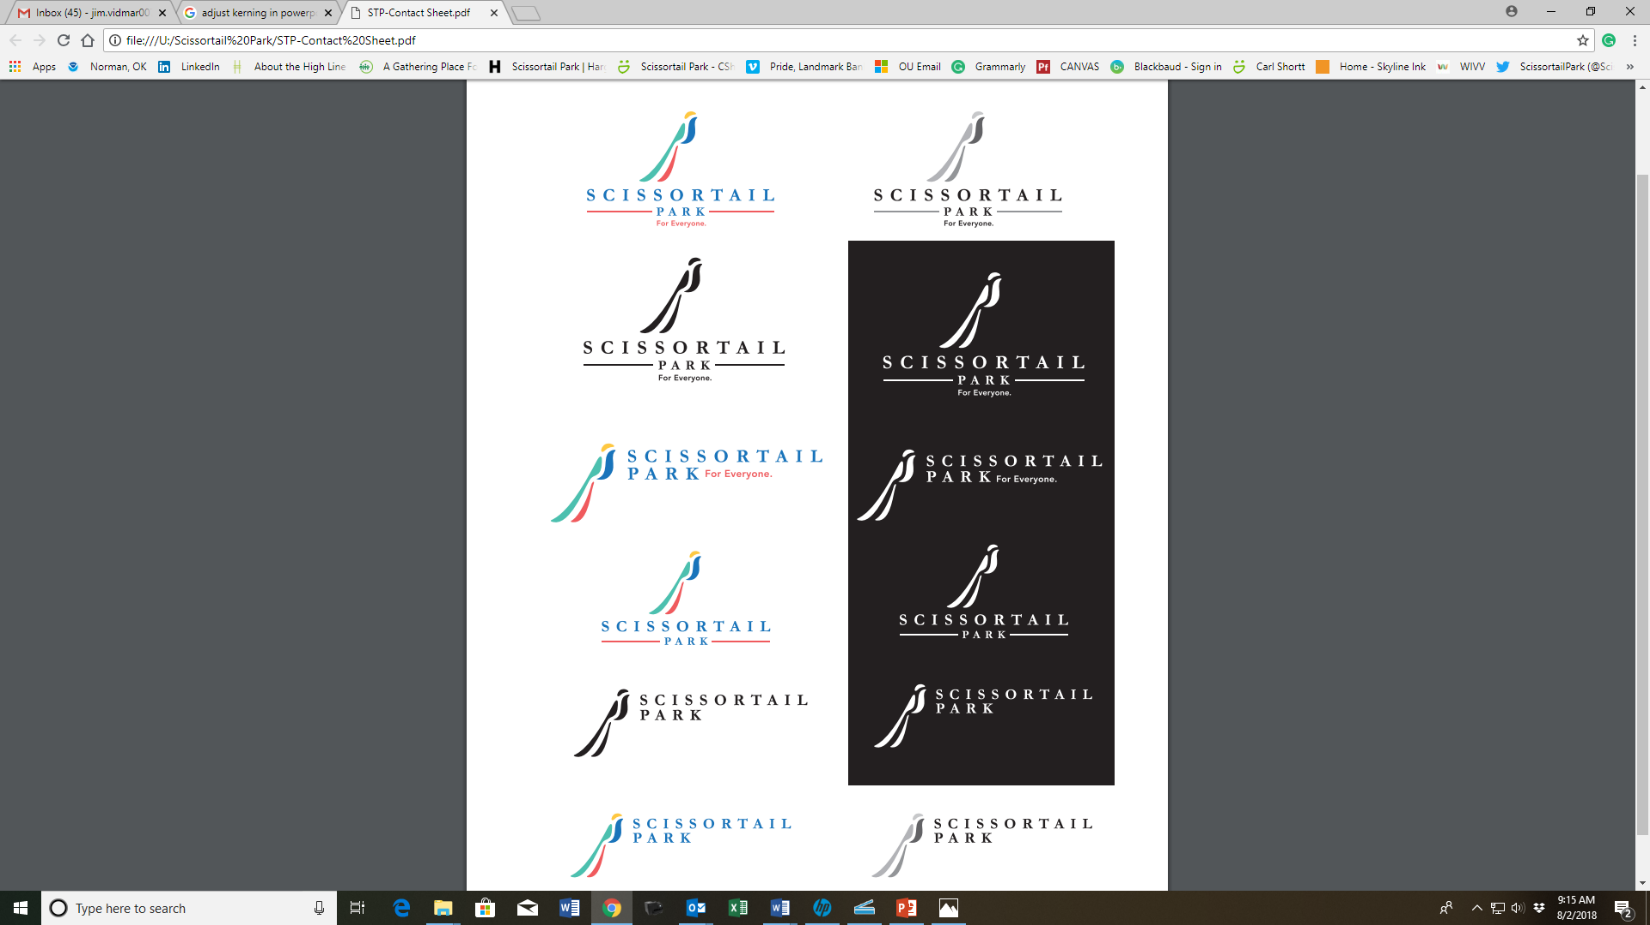 Inbox (45) - jim.vidmar00
adjust kerning in powerp
STP-Contact Sheet.pdf
file:///U:/Scissortail%20Park/STP-Contact%20Sheet.pdf
Apps
Norman, OK
LinkedIn
About the High Line
A Gathering Place Fo
Scissortail Park | Harg
Scissortail Park - CSh
Pride, Landmark Ban
OU Email
Grammarly
CANVAS
Blackbaud - Sign in
Carl Shortt
Home - Skyline Ink
WIVV
ScissortailPark (@Sci
SCISSORTAIL
PARK
For Everyone.
SCISSORTAIL
PARK
For Everyone.
SCISSORTAIL
PARK
For Everyone.
SCISSORTAIL
PARK
For Everyone.
SCISSORTAIL
PARK For Everyone.
SCISSORTAIL
PARK For Everyone.
SCISSORTAIL
PARK
SCISSORTAIL
PARK
SCISSORTAIL
PARK
SCISSORTAIL
PARK
SCISSORTAIL
PARK
SCISSORTAIL
PARK
Type here to search
9:15 AM
8/2/2018
2